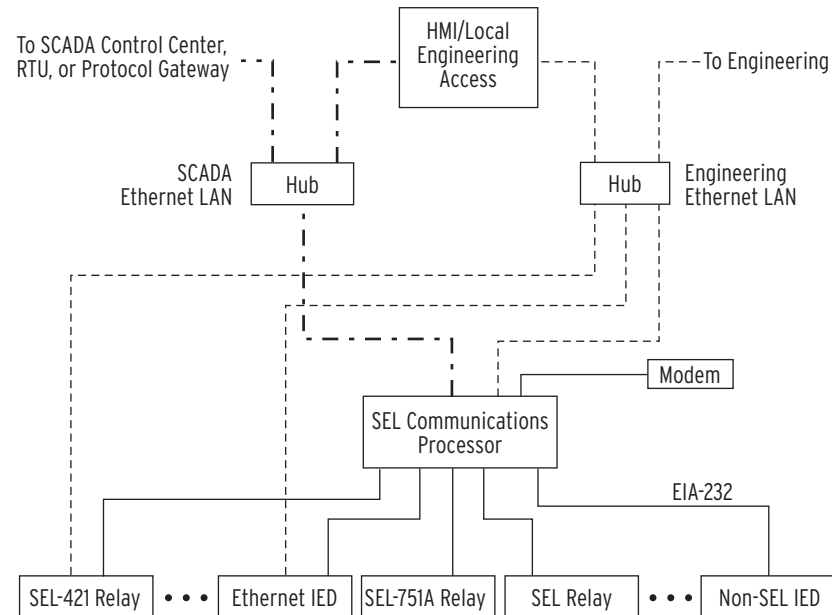 To SCADA Control Center,
RTU, or Protocol Gateway
HMI/Local
Engineering
Access
To Engineering
SCADA
Ethernet LAN
Hub
Hub
Engineering
Ethernet LAN
Modem
SEL Communications
Processor
EIA-232
SEL-421 Relay
Ethernet IED
SEL-751A Relay
SEL Relay
Non-SEL IED